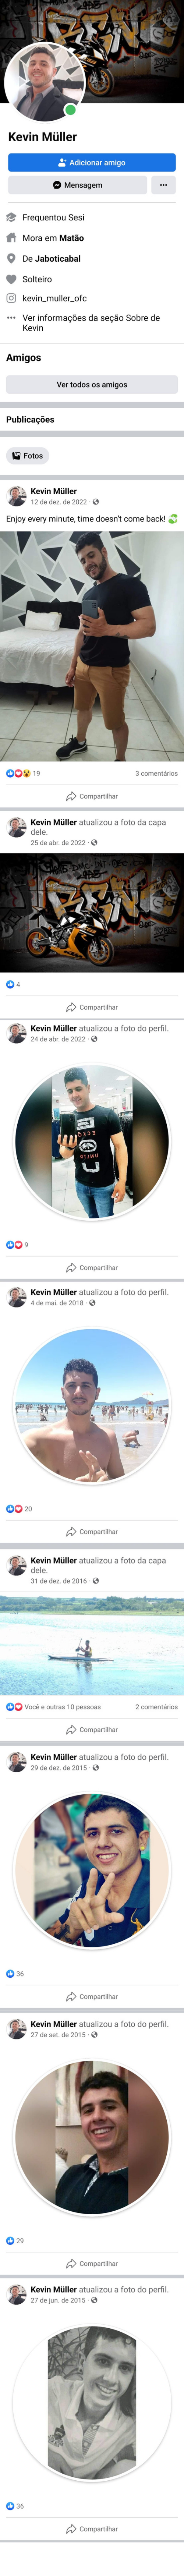 Kevin Müller
Adicionar amigo
Mensagem
Frequentou Sesi
Mora em Matão
De Jaboticabal
Solteiro
kevin_muller_ofc
Ver informações da seção Sobre de
Kevin
Amigos
Ver todos os amigos
Publicações
Fotos
Kevin Müller
12 de dez. de 2022 ·
Enjoy every minute, time doesn't come back!
19
3 comentários
Compartilhar
Kevin Müller atualizou a foto da capa
dele.
25 de abr. de 2022 ·
4
Compartilhar
Kevin Müller atualizou a foto do perfil.
24 de abr. de 2022 ·
9
Compartilhar
Kevin Müller atualizou a foto do perfil.
4 de mai. de 2018 ·
20
Compartilhar
Kevin Müller atualizou a foto da capa
dele.
31 de dez. de 2016 ·
Você e outras 10 pessoas
2 comentários
Compartilhar
Kevin Müller atualizou a foto do perfil.
29 de dez. de 2015 ·
36
Compartilhar
Kevin Müller atualizou a foto do perfil.
27 de set. de 2015 ·
29
Compartilhar
Kevin Müller atualizou a foto do perfil.
27 de jun. de 2015 ·
36
Compartilhar